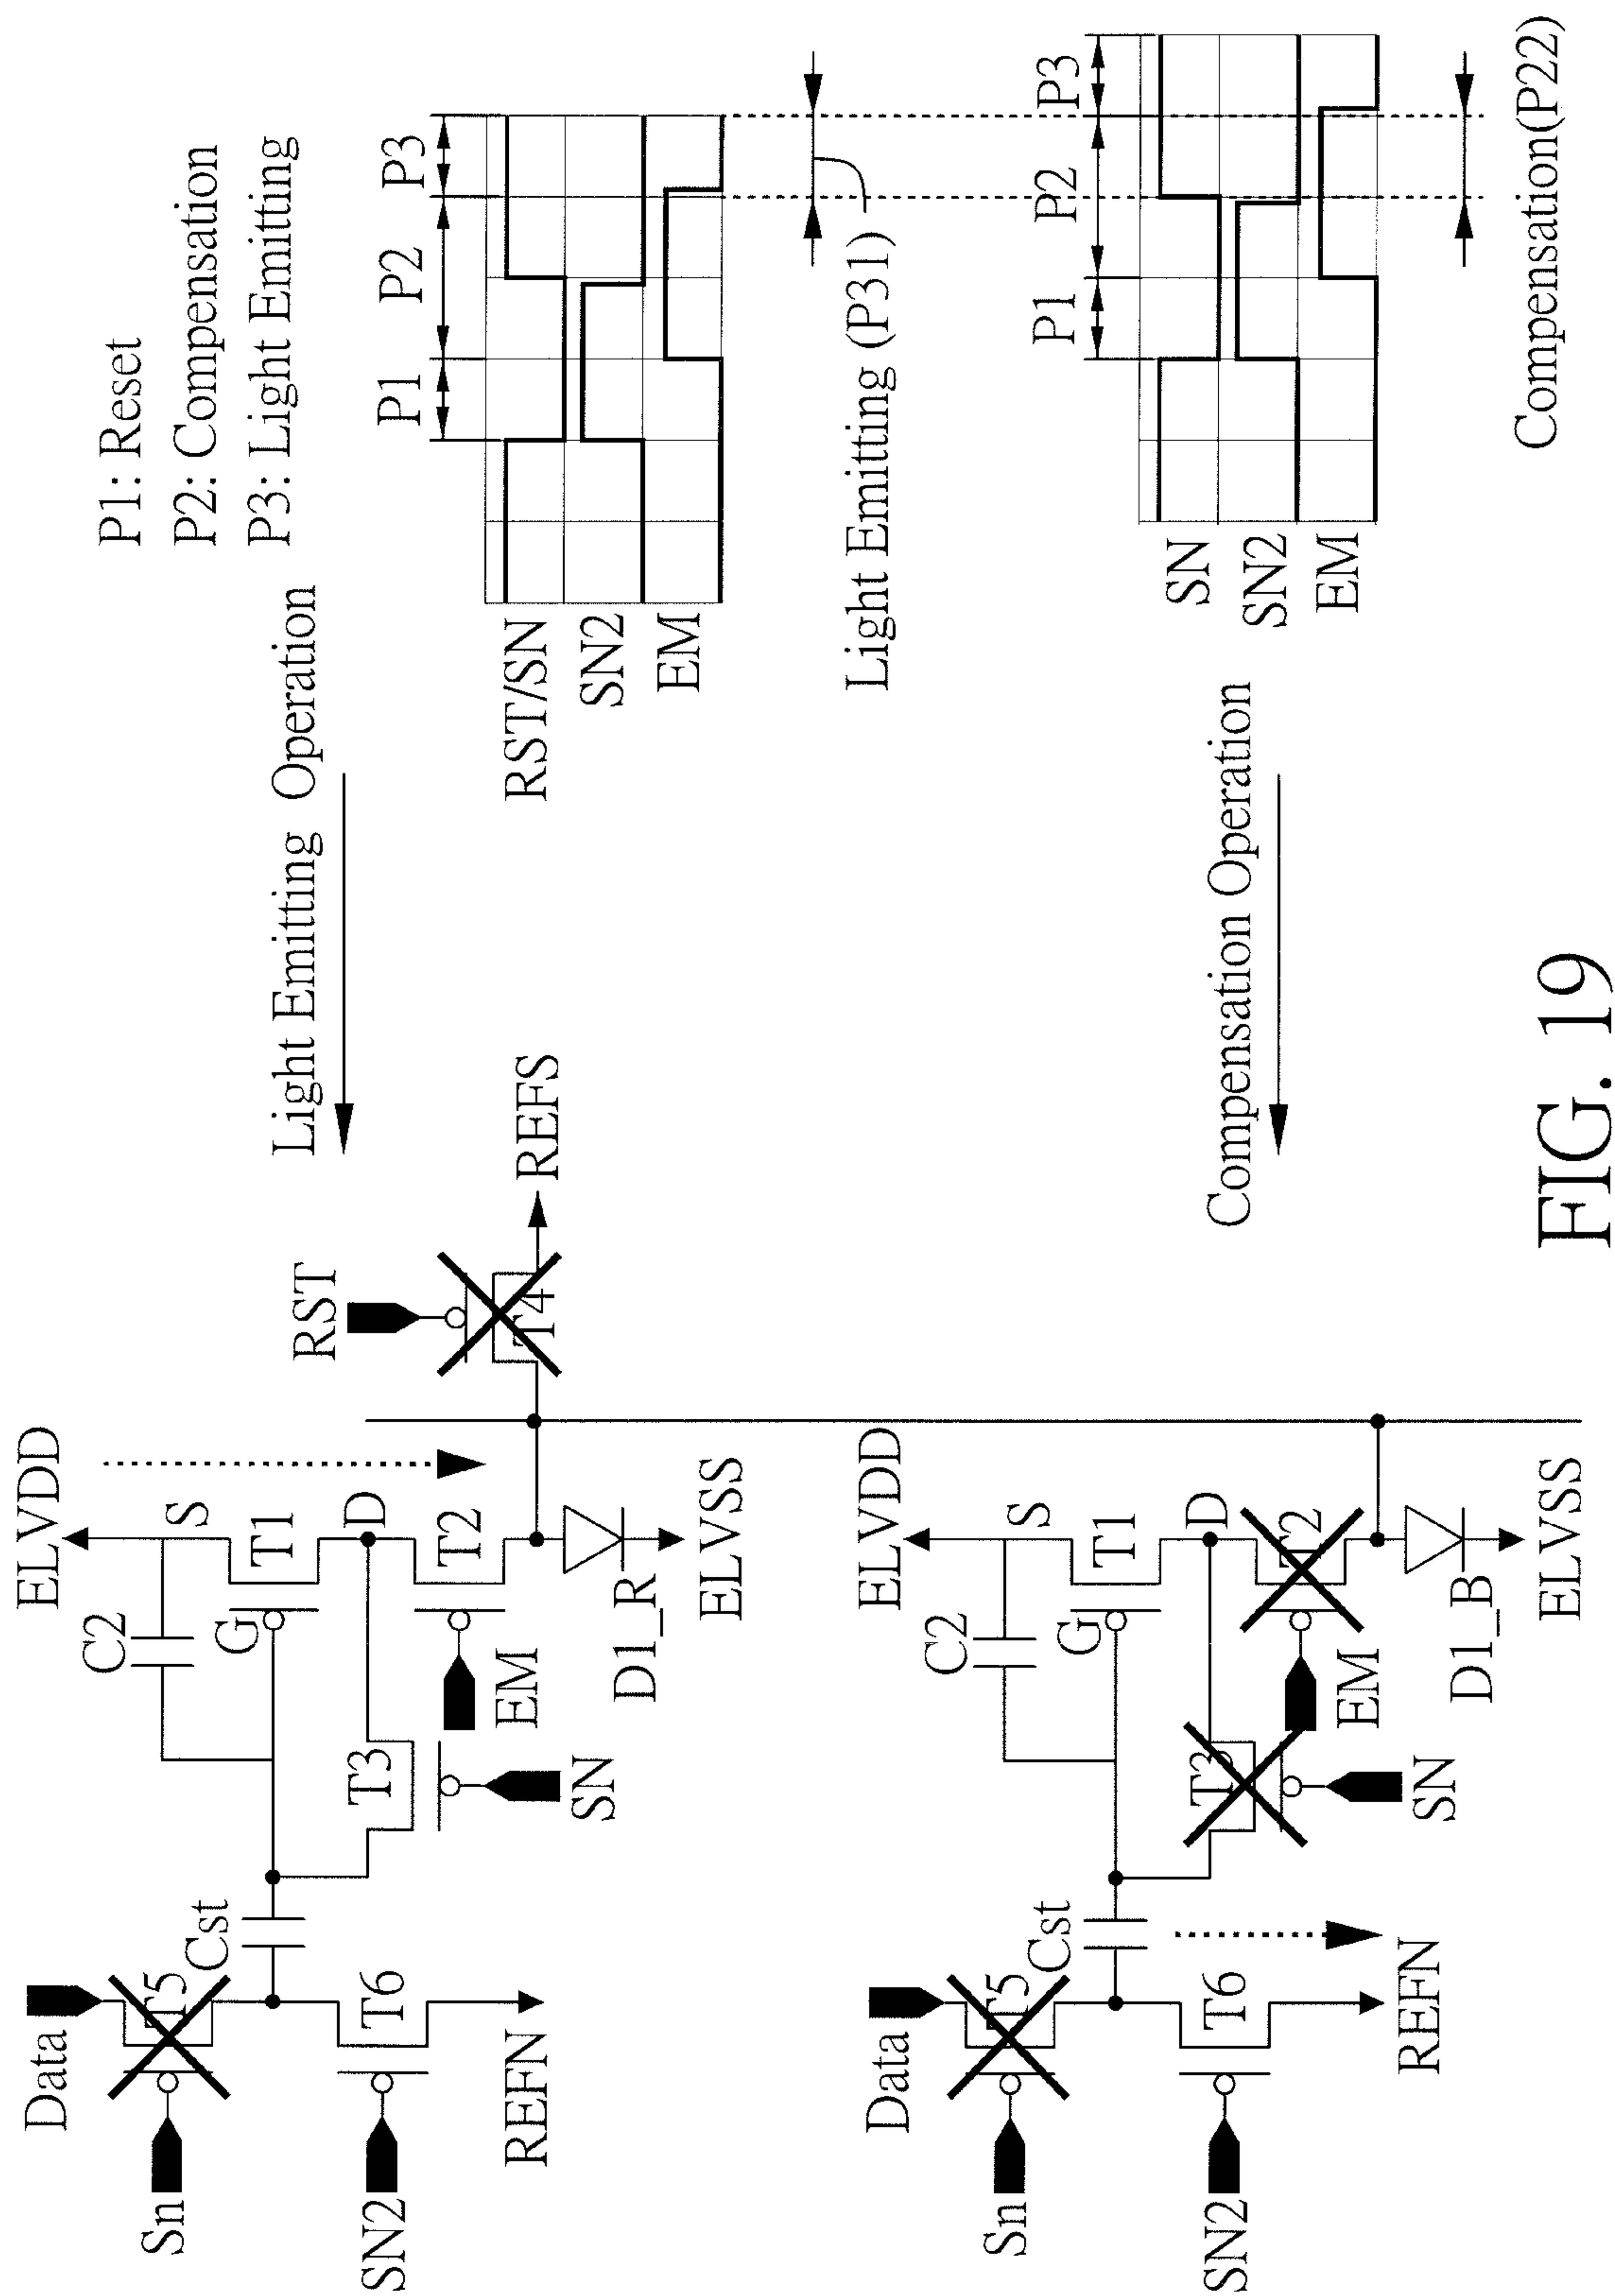 P1: Reset
P2: Compensation
P3: Light Emitting
Light Emitting Operation
P1
P2
P3
RST/SN
SN2
EM
Light Emitting (P31)
ELVDD
C2
S
G
T1
D
T2
T3
EM
SN
RST
T4
REFS
D1_R
ELVSS
Data
T5
Cst
Sn
T6
SN2
REFN
P1
P2
P3
SN
SN2
EM
Compensation(P22)
Compensation Operation
ELVDD
C2
S
G
T1
D
T2
T3
EM
SN
D1_B
ELVSS
Data
T5
Cst
Sn
T6
SN2
REFN
FIG. 19